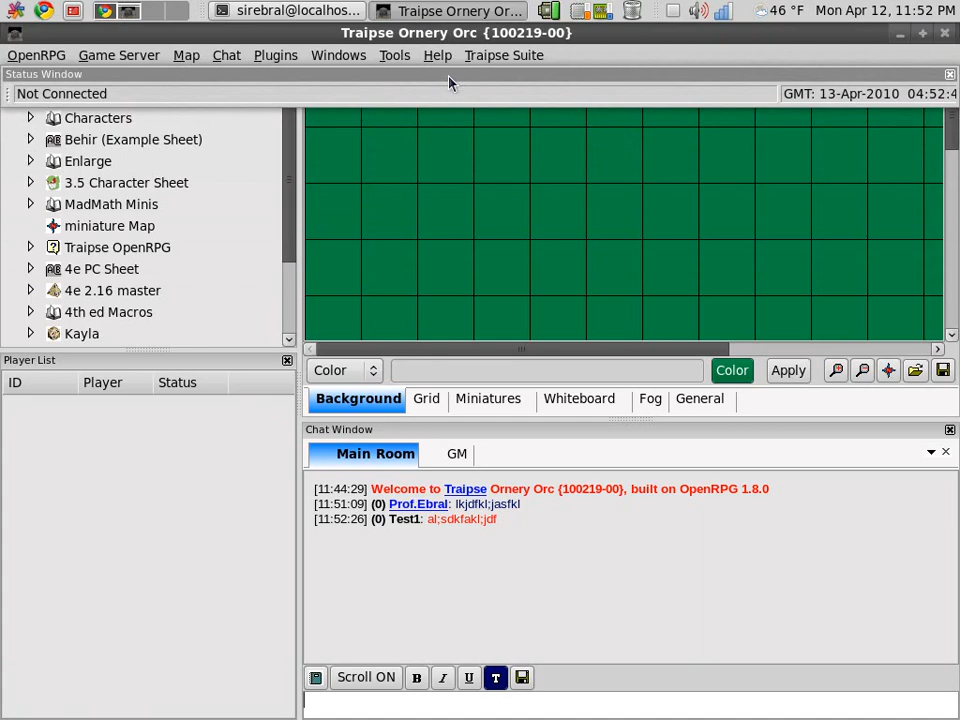 sirebral@localhos...
Traipse Ornery Or...
46 °F
Mon Apr 12, 11:52 PM
Traipse Ornery Orc {100219-00}
OpenRPG Game Server Map Chat Plugins Windows Tools Help Traipse Suite
Status Window
Not Connected
GMT: 13-Apr-2010 04:52:4
Characters
Behir (Example Sheet)
Enlarge
3.5 Character Sheet
MadMath Minis
miniature Map
Traipse OpenRPG
4e PC Sheet
4e 2.16 master
4th ed Macros
Kayla
Player List
ID Player Status
Color
Color
Apply
Background Grid Miniatures Whiteboard Fog General
Chat Window
Main Room GM
[11:44:29] Welcome to Traipse Ornery Orc {100219-00}, built on OpenRPG 1.8.0
[11:51:09] (0) Prof.Ebral: lkjdfkl;jasfkl
[11:52:26] (0) Test1: al;sdkfakl;jdf
Scroll ON B I U T